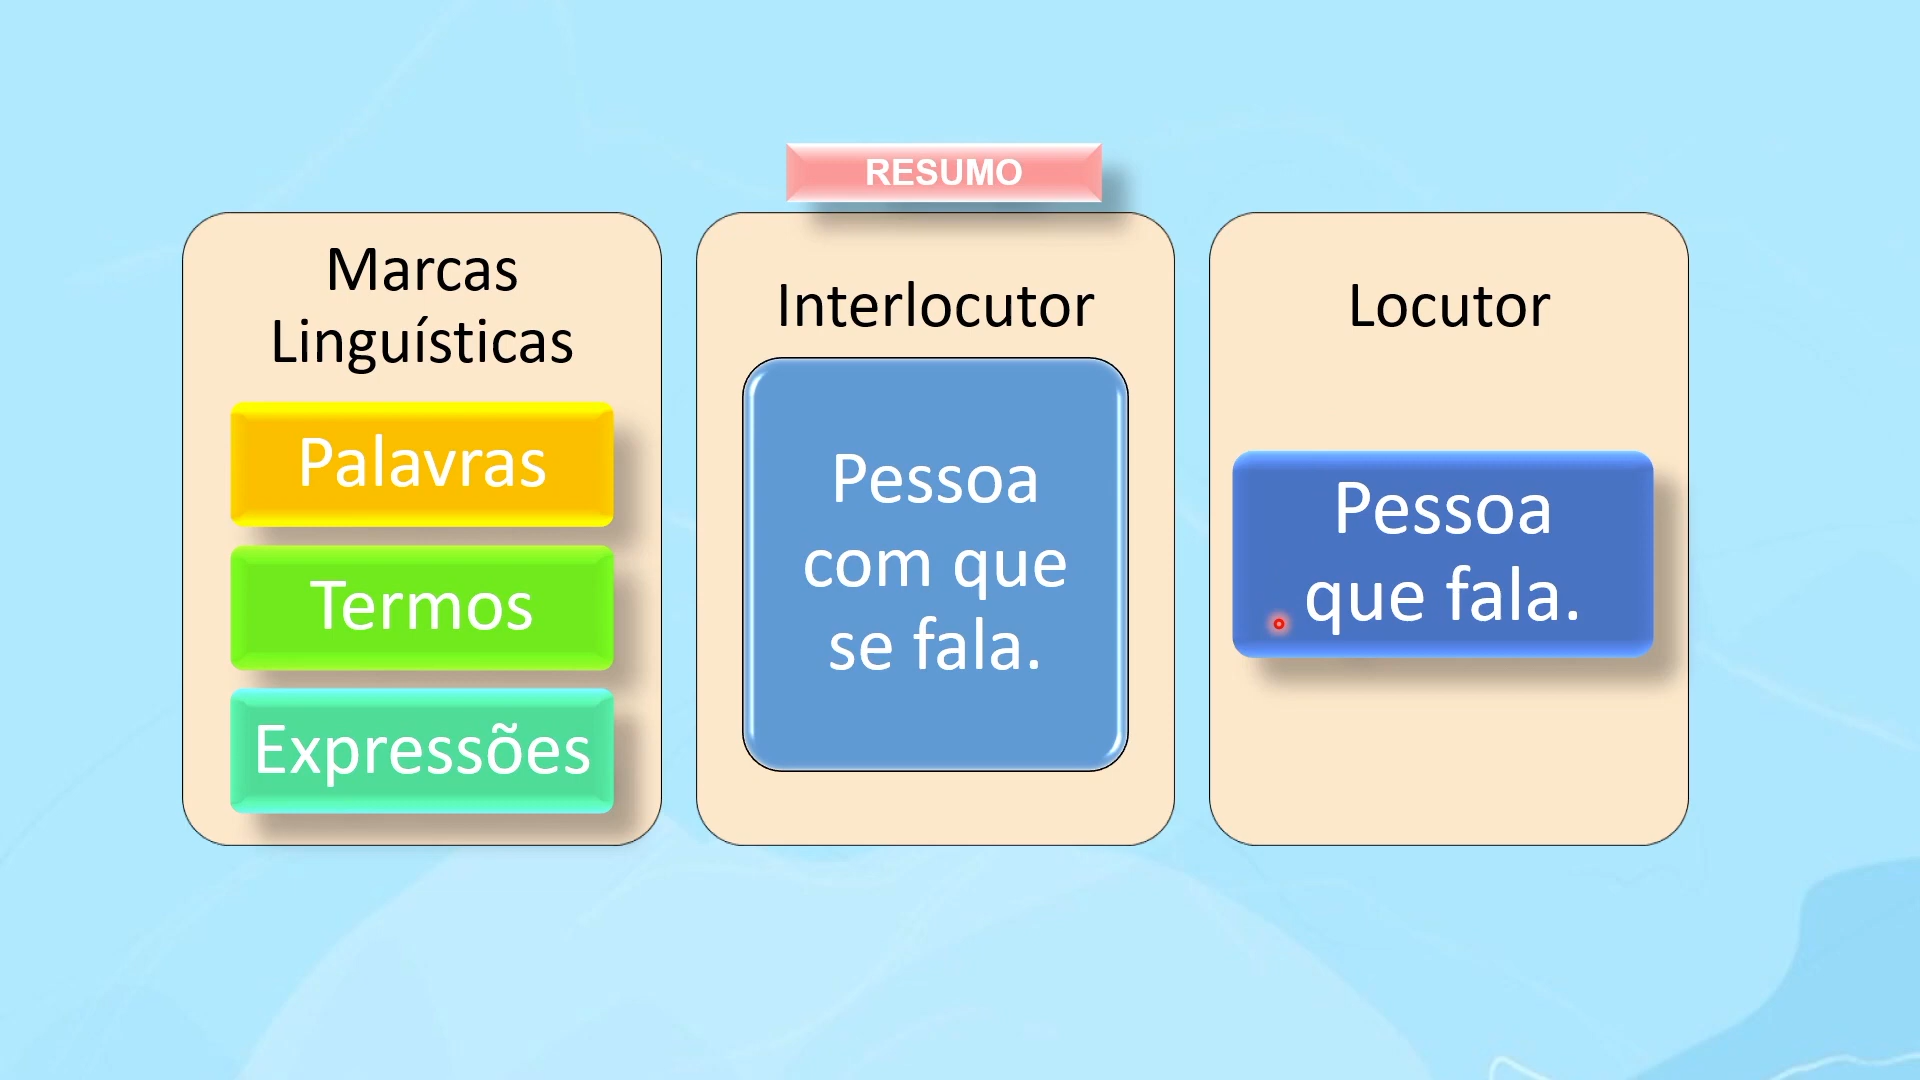 RESUMO
Marcas
Linguísticas
Palavras
Termos
Expressões
Interlocutor
Pessoa
com que
se fala.
Locutor
Pessoa
que fala.